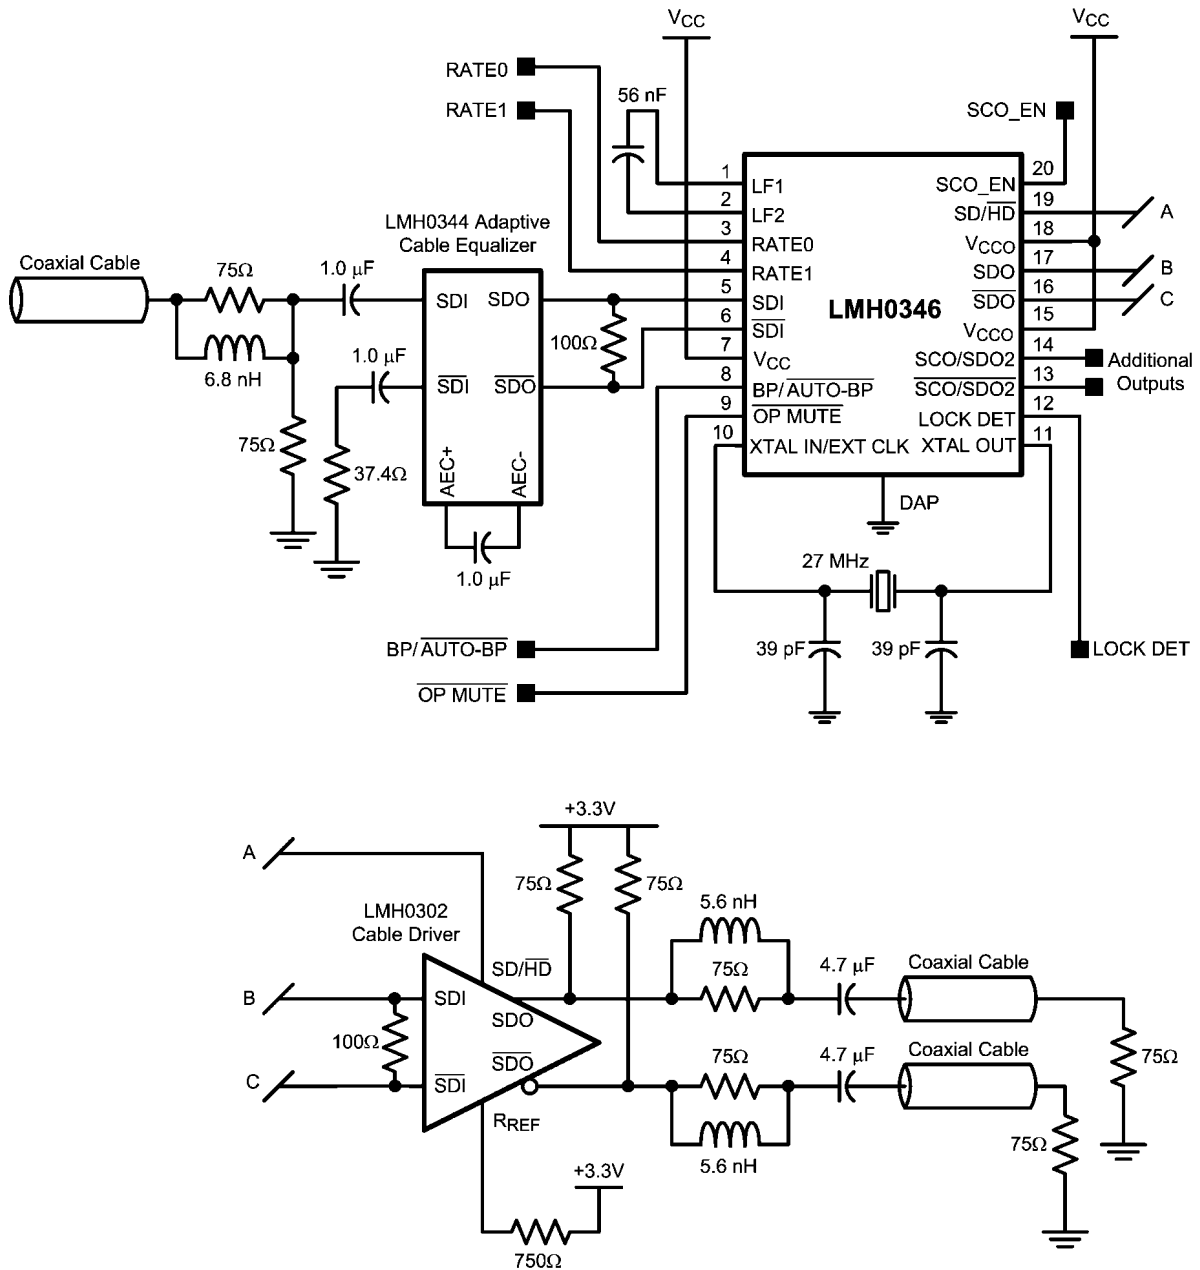 VCC
VCC
RATE0
RATE1
56 nF
SCO_EN
1
2
3
4
5
6
7
8
9
10
LF1
LF2
RATE0
RATE1
SDI
SDI
VCC
BP/AUTO-BP
OP MUTE
XTAL IN/EXT CLK
LMH0346
SCO_EN
SD/HD
VCCO
SDO
SDO
VCCO
SCO/SDO2
SCO/SDO2
LOCK DET
XTAL OUT
20
19
18
17
16
15
14
13
12
11
A
B
C
Additional
Outputs
DAP
LMH0344 Adaptive
Cable Equalizer
Coaxial Cable
75Ω
6.8 nH
75Ω
1.0 µF
1.0 µF
37.4Ω
SDI
SDO
SDI
SDO
AEC+
AEC-
1.0 µF
100Ω
27 MHz
39 pF
39 pF
BP/AUTO-BP
OP MUTE
LOCK DET
+3.3V
A
75Ω
75Ω
LMH0302
Cable Driver
5.6 nH
SD/HD
75Ω
4.7 µF
Coaxial Cable
B
SDI
SDO
100Ω
C
SDI
SDO
75Ω
4.7 µF
Coaxial Cable
75Ω
RREF
5.6 nH
75Ω
+3.3V
750Ω